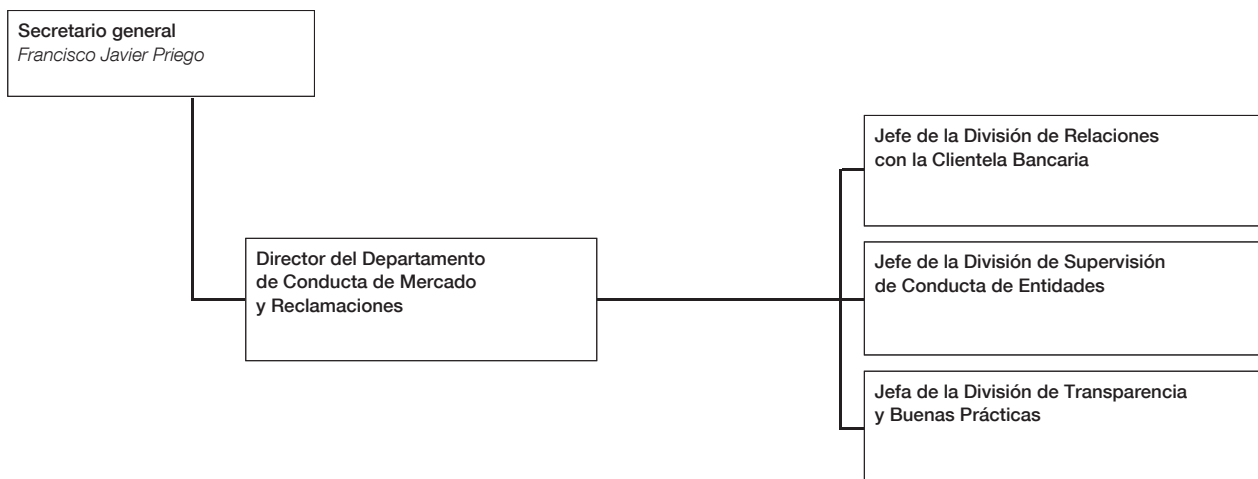 Secretario general
Francisco Javier Priego
Director del Departamento
de Conducta de Mercado
y Reclamaciones
Jefe de la División de Relaciones
con la Clientela Bancaria
Jefe de la División de Supervisión
de Conducta de Entidades
Jefa de la División de Transparencia
y Buenas Prácticas